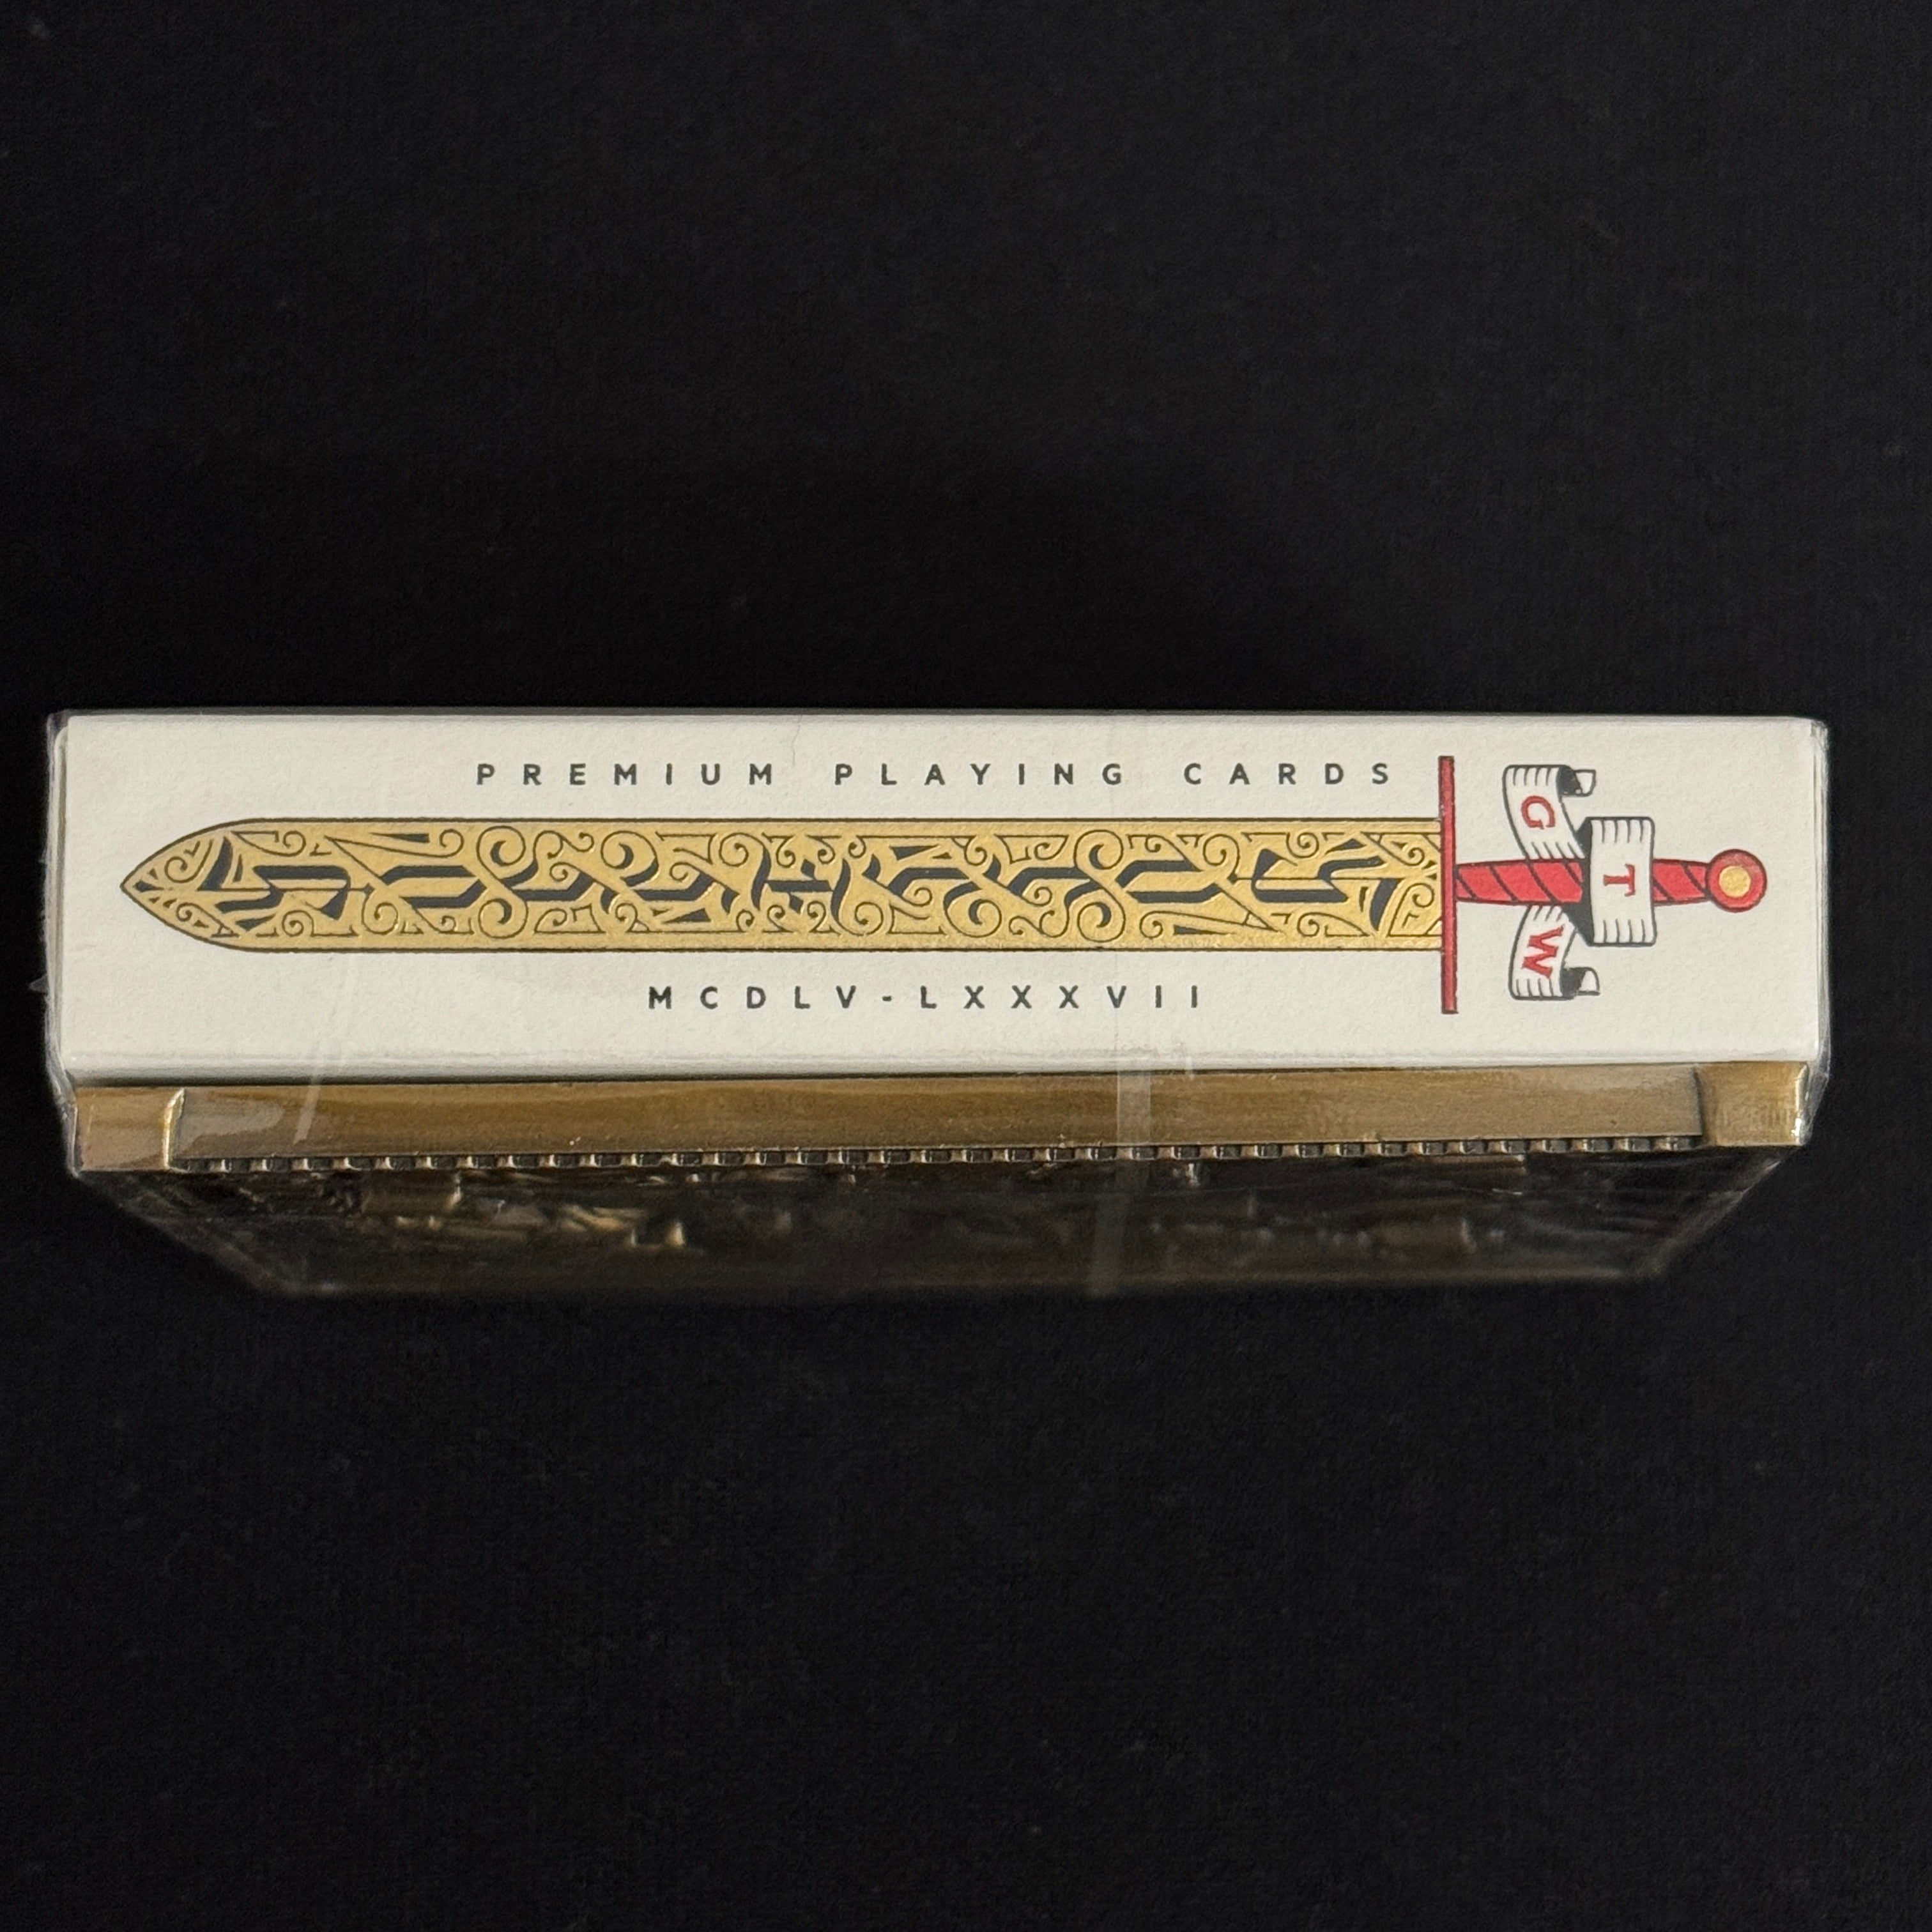 PREMIUM PLAYING CARDS
G
T
W
MCDLV-LXXXVII